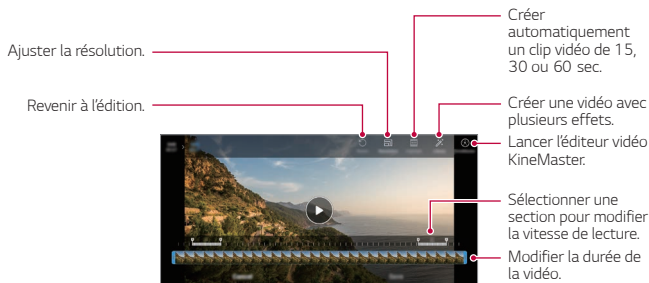 Ajuster la résolution.
Revenir à l'édition.
Créer
automatiquement
un clip vidéo de 15,
30 ou 60 sec.
Créer une vidéo avec
plusieurs effets.
Lancer l'éditeur vidéo
KineMaster.
Sélectionner une
section pour modifier
la vitesse de lecture.
Modifier la durée de
la vidéo.